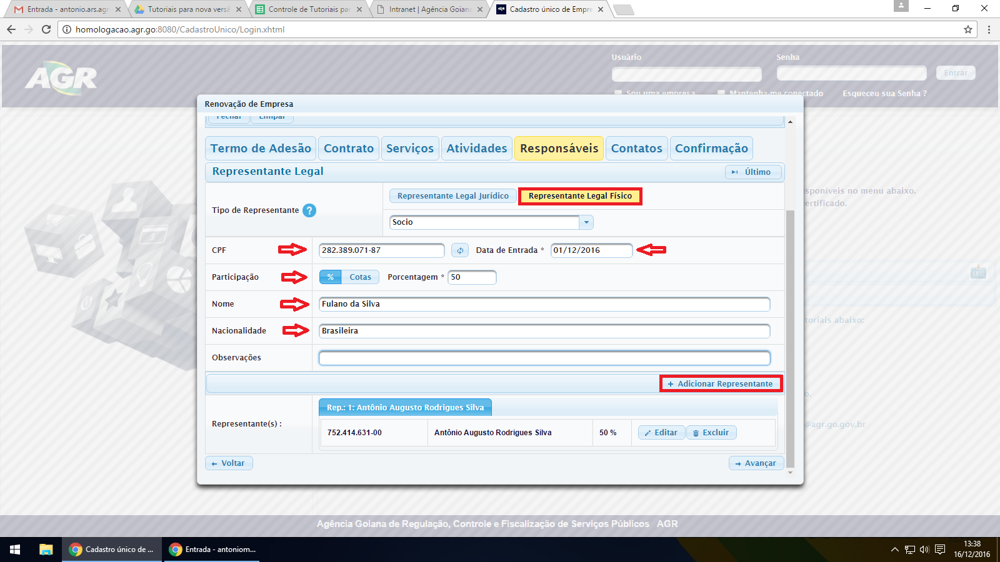 Entrada - antonio.ars.agr
Tutoriais para nova versã
Controle de Tutoriais par
Intranet | Agência Goiana
Cadastro único de Empre
homologacao.agr.go:8080/CadastroUnico/Login.xhtml
AGR
Usuário
Senha
Entrar
Sou uma empresa
Mantenha-me conectado
Esqueceu sua Senha ?
Renovação de Empresa
Fechar
Limpar
Termo de Adesão
Contrato
Serviços
Atividades
Responsáveis
Contatos
Confirmação
Representante Legal
Último
Tipo de Representante ?
Representante Legal Jurídico
Representante Legal Físico
Socio
CPF
282.389.071-87
Data de Entrada *
01/12/2016
Participação
%
Cotas
Porcentagem *
50
Nome
Fulano da Silva
Nacionalidade
Brasileira
Observações
+ Adicionar Representante
Representante(s) :
Rep.: 1: Antônio Augusto Rodrigues Silva
752.414.631-00
Antônio Augusto Rodrigues Silva
50 %
Editar
Excluir
Voltar
Avançar
sponíveis no menu abaixo.
ertificado.
toriais abaixo:
o.
@agr.go.gov.br
Agência Goiana de Regulação, Controle e Fiscalização de Serviços Públicos AGR
Cadastro único de ...
Entrada - antoniom...
13:38
16/12/2016